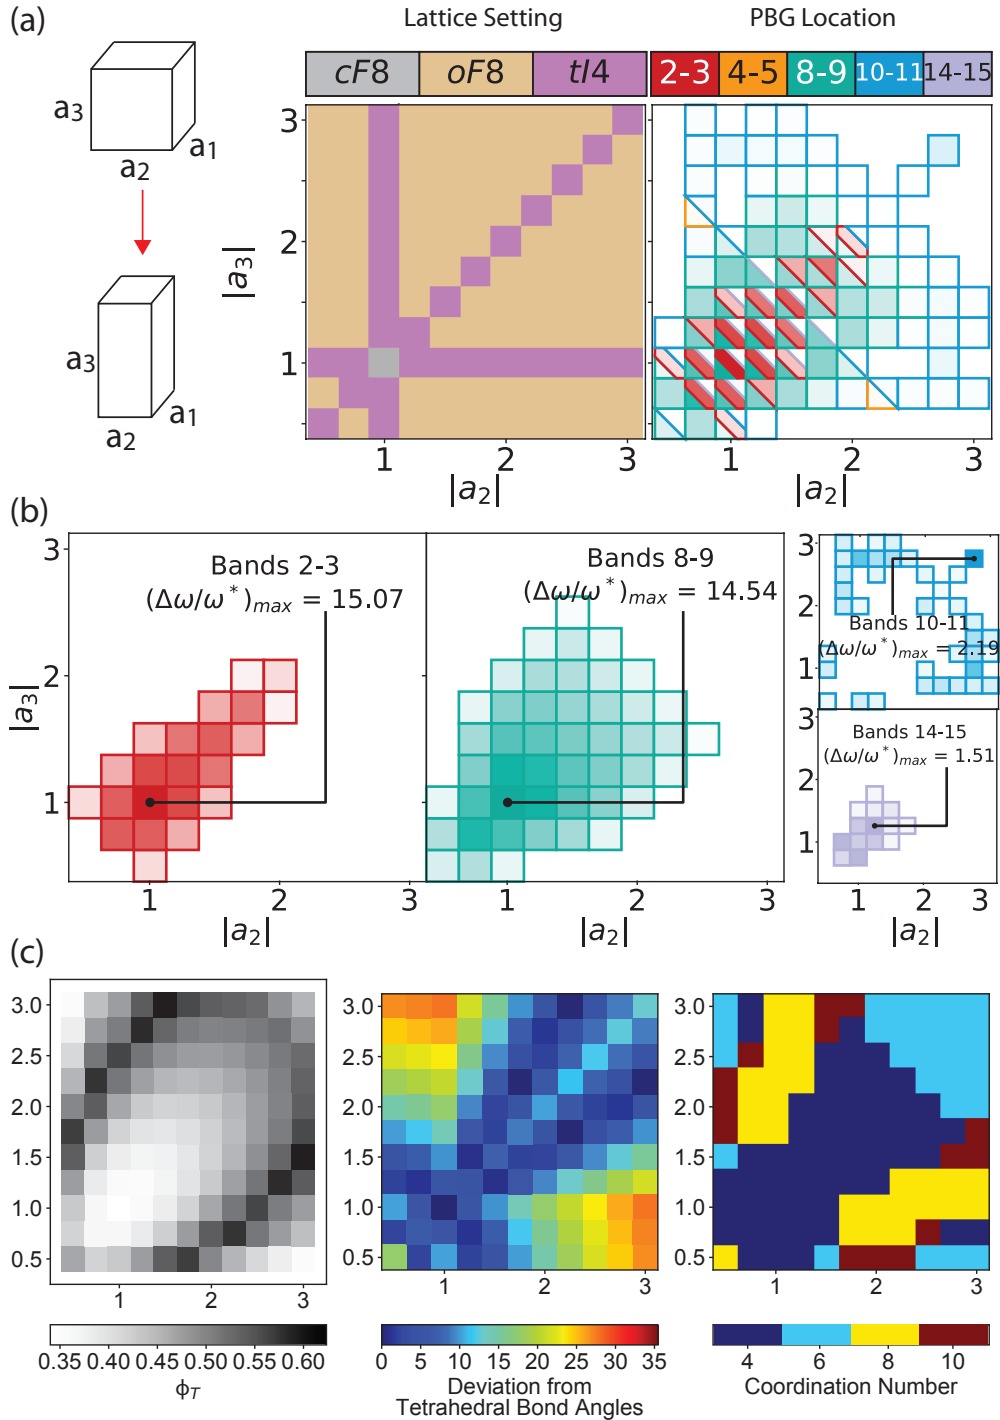 (a)
Lattice Setting
PBG Location
cF8 oF8 tI4
2-3 4-5 8-9 10-11 14-15
a3
a2
a1
a3
a2
a1
|a3|
3
2
1
1 2 3
|a2|
1 2
|a2|
(b)
|a3|
3
2
1
Bands 2-3
(Δω/ω*)max = 15.07
1 2 3
|a2|
Bands 8-9
(Δω/ω*)max = 14.54
1 2 3
|a2|
3
2
1
Bands 10-11
(Δω/ω*)max = 2.19
3
2
1
Bands 14-15
(Δω/ω*)max = 1.51
1 2 3
|a2|
(c)
3.0
2.5
2.0
1.5
1.0
0.5
1 2 3
0.35 0.40 0.45 0.50 0.55 0.60
ϕT
3.0
2.5
2.0
1.5
1.0
0.5
1 2 3
0 5 10 15 20 25 30 35
Deviation from
Tetrahedral Bond Angles
3.0
2.5
2.0
1.5
1.0
0.5
1 2 3
4 6 8 10
Coordination Number